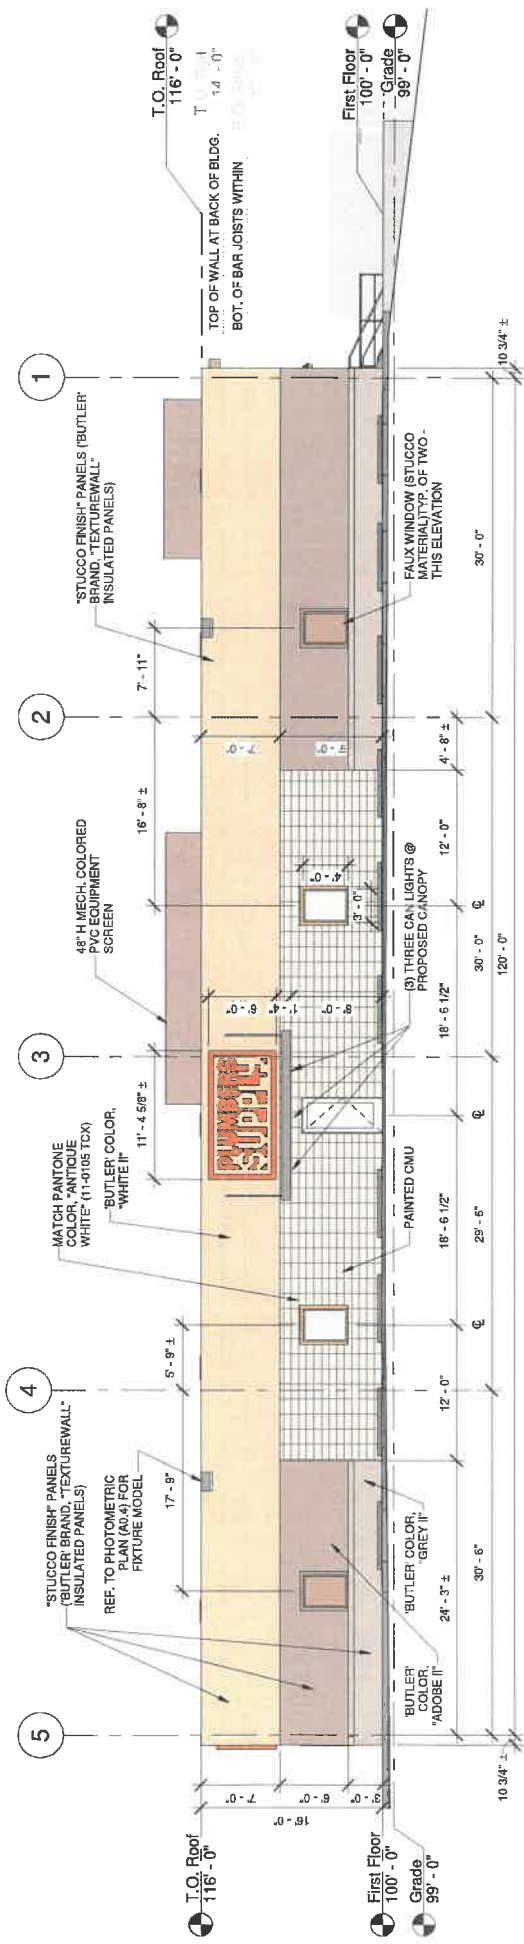 5
4
3
2
1
"STUCCO FINISH" PANELS
('BUTLER' BRAND, "TEXTUREWALL"
INSULATED PANELS)
REF. TO PHOTOMETRIC
PLAN (A0.4) FOR
FIXTURE MODEL
MATCH PANTONE
COLOR, "ANTIQUE
WHITE" (11-0105 TCX)
'BUTLER' COLOR,
"WHITE II"
48" H MECH. COLORED
PVC EQUIPMENT
SCREEN
"STUCCO FINISH" PANELS ('BUTLER'
BRAND, "TEXTUREWALL"
INSULATED PANELS)
17' - 9"
5' - 9" ±
11' - 4 5/8" ±
16' - 8" ±
7' - 11"
T.O. Roof
116' - 0"
T.O. Roof
116' - 0"
14' - 0"
TOP OF WALL AT BACK OF BLDG.
BOT. OF BAR JOISTS WITHIN
PLUMBERS
SUPPLY
16' - 0"
7' - 0"
6' - 0"
3' - 0"
6' - 0"
1' - 4"
8' - 0"
4' - 0"
3' - 0"
7' - 0"
9' - 0"
First Floor
100' - 0"
Grade
99' - 0"
First Floor
100' - 0"
Grade
99' - 0"
'BUTLER'
COLOR,
"ADOBE II"
'BUTLER' COLOR,
"GREY II"
PAINTED CMU
(3) THREE CAN LIGHTS @
PROPOSED CANOPY
FAUX WINDOW (STUCCO
MATERIAL)TYP. OF TWO -
THIS ELEVATION
24' - 3" ±
12' - 0"
18' - 6 1/2"
18' - 6 1/2"
12' - 0"
4' - 8" ±
10 3/4" ±
30' - 6"
29' - 6"
30' - 0"
30' - 0"
10 3/4" ±
120' - 0"